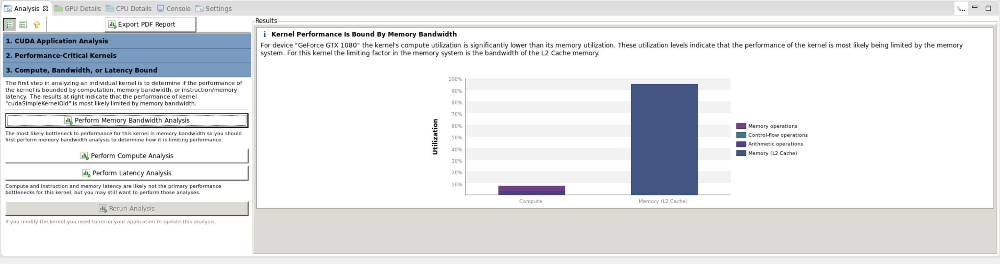 Analysis
GPU Details
CPU Details
Console
Settings
Export PDF Report
1. CUDA Application Analysis
2. Performance-Critical Kernels
3. Compute, Bandwidth, or Latency Bound
The first step in analyzing an individual kernel is to determine if the performance of
the kernel is bounded by computation, memory bandwidth, or instruction/memory
latency. The results at right indicate that the performance of kernel
"cudaSimpleKernelOld" is most likely limited by memory bandwidth.
Perform Memory Bandwidth Analysis
The most likely bottleneck to performance for this kernel is memory bandwidth so you should
first perform memory bandwidth analysis to determine how it is limiting performance.
Perform Compute Analysis
Perform Latency Analysis
Compute and instruction and memory latency are likely not the primary performance
bottlenecks for this kernel, but you may still want to perform those analyses.
Rerun Analysis
If you modify the kernel you need to rerun your application to update this analysis.
Results
i Kernel Performance Is Bound By Memory Bandwidth
For device "GeForce GTX 1080" the kernel's compute utilization is significantly lower than its memory utilization. These utilization levels indicate that the performance of the kernel is most likely being limited by the memory
system. For this kernel the limiting factor in the memory system is the bandwidth of the L2 Cache memory.
Utilization
100%
90%
80%
70%
60%
50%
40%
30%
20%
10%
Compute
Memory (L2 Cache)
Memory operations
Control-flow operations
Arithmetic operations
Memory (L2 Cache)